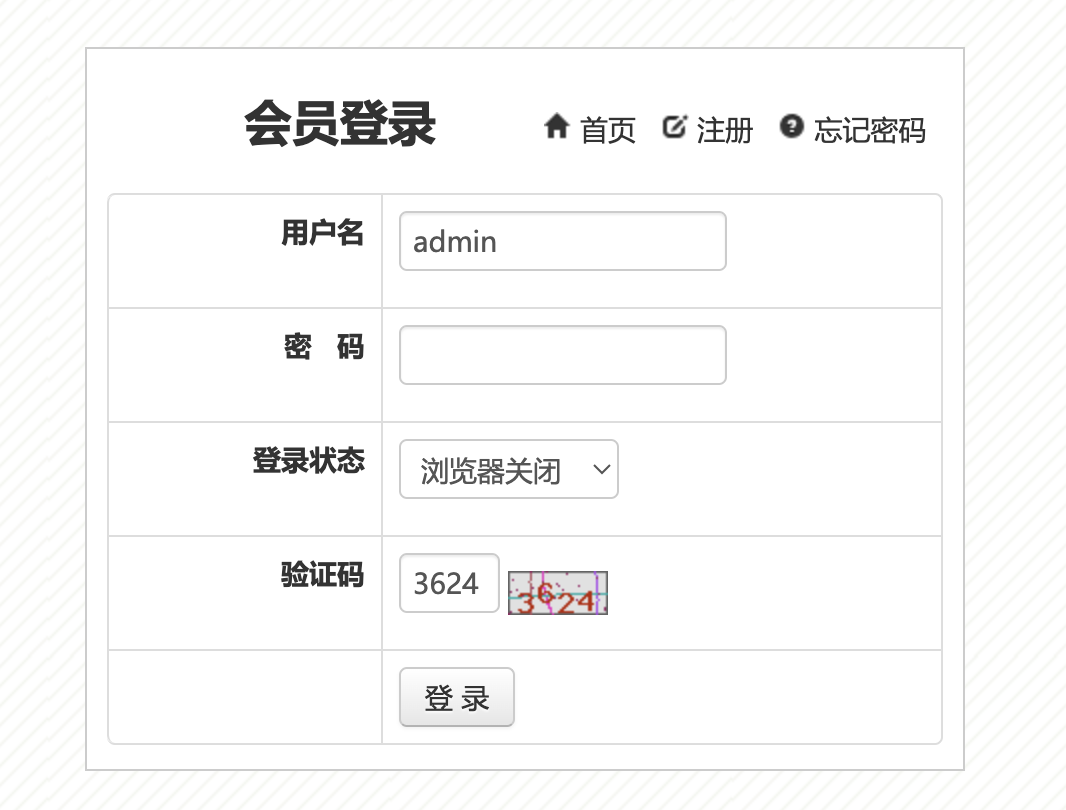 会员登录 首页 注册 忘记密码
用户名 admin
密 码
登录状态 浏览器关闭
验证码 3624 3624
登 录